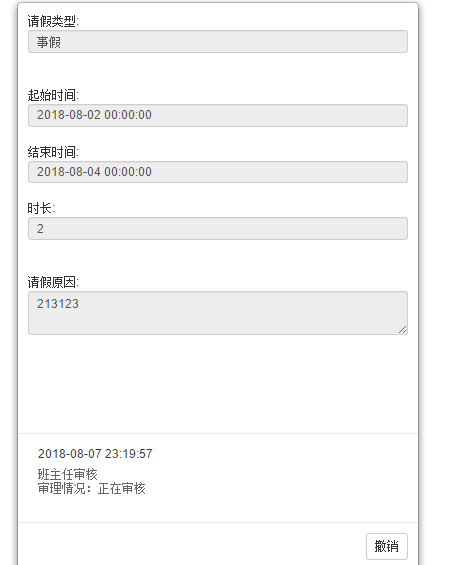 请假类型:
事假
起始时间:
2018-08-02 00:00:00
结束时间:
2018-08-04 00:00:00
时长:
2
请假原因:
213123
2018-08-07 23:19:57
班主任审核
审理情况：正在审核
撤销